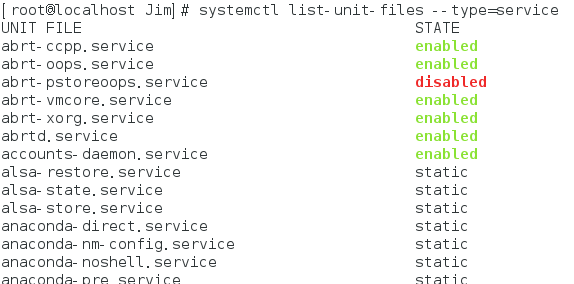 [root@localhost Jim]# systemctl list-unit-files --type=service
UNIT FILE STATE
abrt-ccpp.service enabled
abrt-oops.service enabled
abrt-pstoreoops.service disabled
abrt-vmcore.service enabled
abrt-xorg.service enabled
abrtd.service enabled
accounts-daemon.service enabled
alsa-restore.service static
alsa-state.service static
alsa-store.service static
anaconda-direct.service static
anaconda-nm-config.service static
anaconda-noshell.service static
anaconda-pre.service static